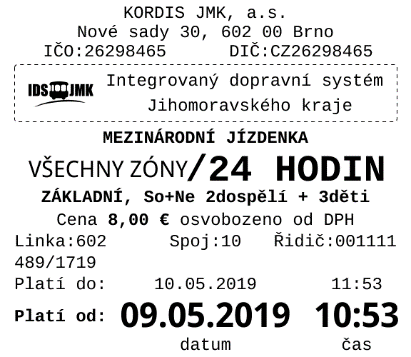 KORDIS JMK, a.s.
Nové sady 30, 602 00 Brno
IČO:26298465 DIČ:CZ26298465
IDS JMK
Integrovaný dopravní systém
Jihomoravského kraje
MEZINÁRODNÍ JÍZDENKA
VŠECHNY ZÓNY/24 HODIN
ZÁKLADNÍ, So+Ne 2dospělí + 3děti
Cena 8,00 € osvobozeno od DPH
Linka:602 Spoj:10 Řidič:001111
489/1719
Platí do: 10.05.2019 11:53
Platí od: 09.05.2019 10:53
datum čas